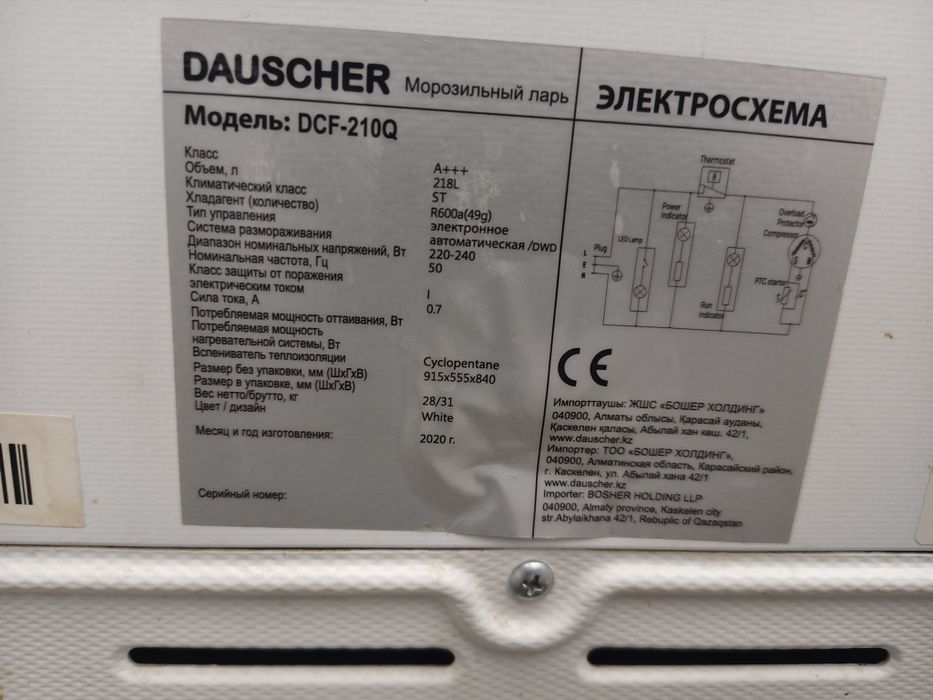 DAUSCHER Морозильный ларь
Модель: DCF-210Q
Класс A+++
Объем, л 218L
Климатический класс ST
Хладагент (количество) R600a(49g)
Тип управления электронное
Система размораживания автоматическая /DWD
Диапазон номинальных напряжений, Вт 220-240
Номинальная частота, Гц 50
Класс защиты от поражения
электрическим током I
Сила тока, А 0.7
Потребляемая мощность оттаивания, Вт
Потребляемая мощность
нагревательной системы, Вт
Вспениватель теплоизоляции Cyclopentane
Размер без упаковки, мм (ШхГхВ) 915x555x840
Размер в упаковке, мм (ШхГхВ)
Вес нетто/брутто, кг 28/31
Цвет / дизайн White
Месяц и год изготовления: 2020 г.
Серийный номер:
ЭЛЕКТРОСХЕМА
Thermostat
θ
Power
Indicator
Overload
Protector
Compressor
LED Lamp
Plug
L
E
N
C
S
M
PTC starter
Run
Indicator
CE
Импорттаушы: ЖШС «БОШЕР ХОЛДИНГ»
040900, Алматы облысы, Қарасай ауданы,
Каскелен қаласы, Абылай хан көш. 42/1,
www.dauscher.kz
Импортер: ТОО «БОШЕР ХОЛДИНГ»,
040900, Алматинская область, Карасайский район,
г. Каскелен, ул. Абылай хана 42/1
www.dauscher.kz
Importer: BOSHER HOLDING LLP
040900, Almaty province, Kaskelen city
str.Abylaikhana 42/1, Rebuplic of Qazaqstan